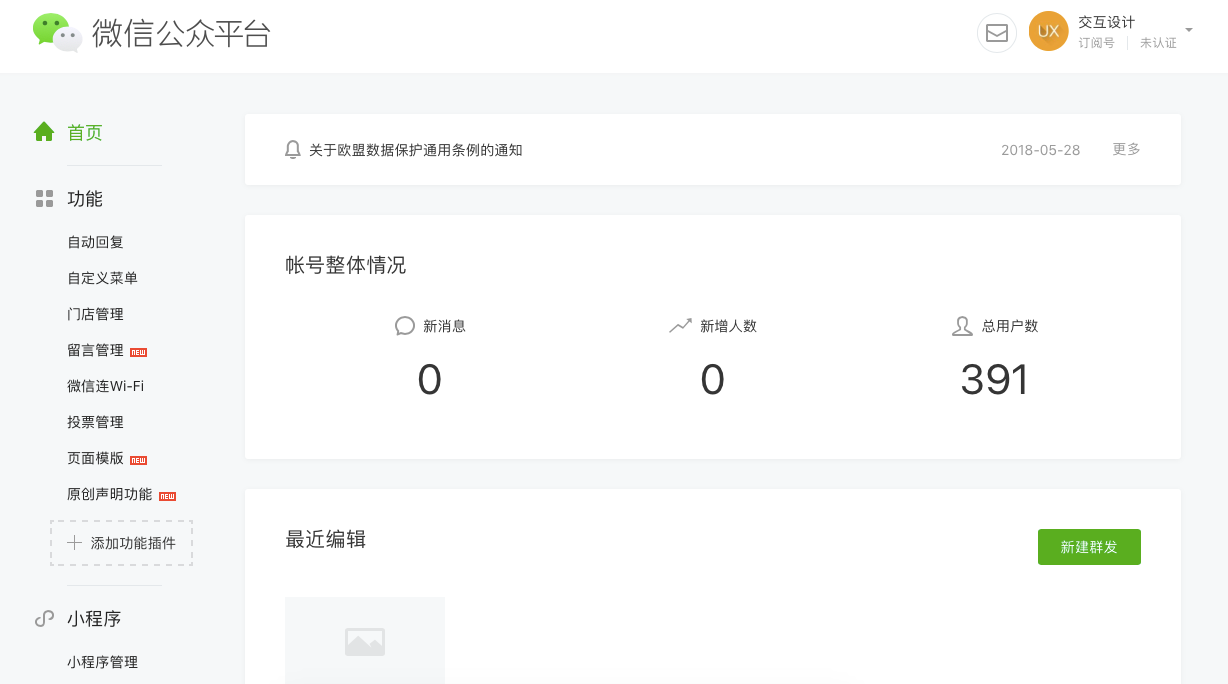 微信公众平台
UX
交互设计
订阅号 未认证
首页
功能
自动回复
自定义菜单
门店管理
留言管理 NEW
微信连Wi-Fi
投票管理
页面模版 NEW
原创声明功能 NEW
添加功能插件
小程序
小程序管理
关于欧盟数据保护通用条例的通知 2018-05-28 更多
帐号整体情况
新消息 新增人数 总用户数
0 0 391
最近编辑
新建群发